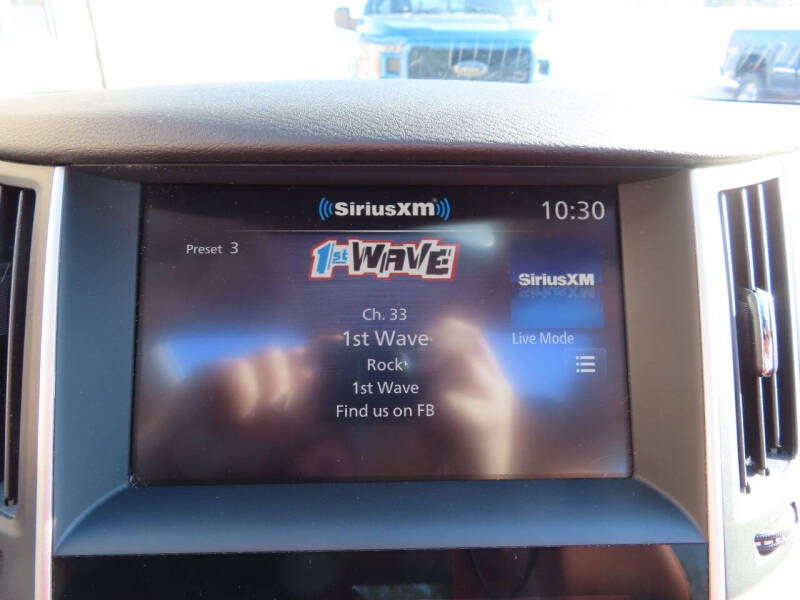 SiriusXM
10:30
Preset 3
1st WAVE
SiriusXM
Ch. 33
1st Wave
Live Mode
Rock
1st Wave
Find us on FB